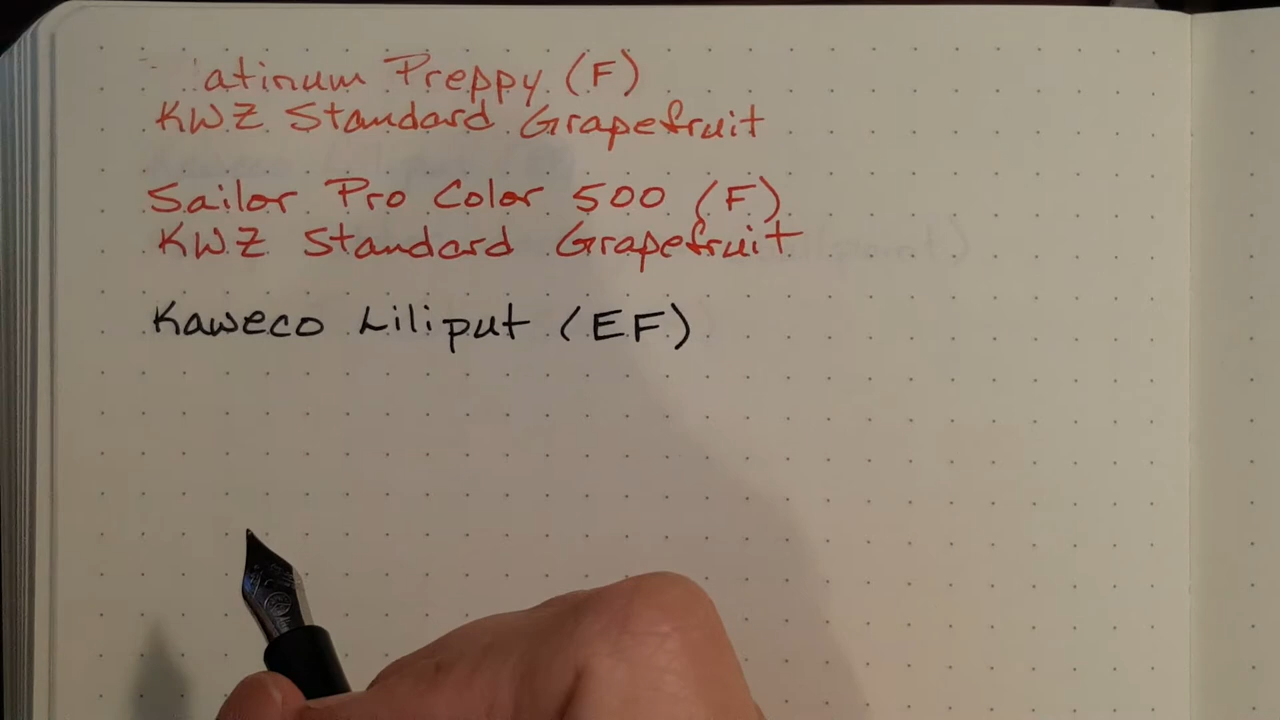 atinum Preppy (F)
KWZ Standard Grapefruit
Sailor Pro Color 500 (F)
KWZ Standard Grapefruit
Kaweco Liliput (EF)